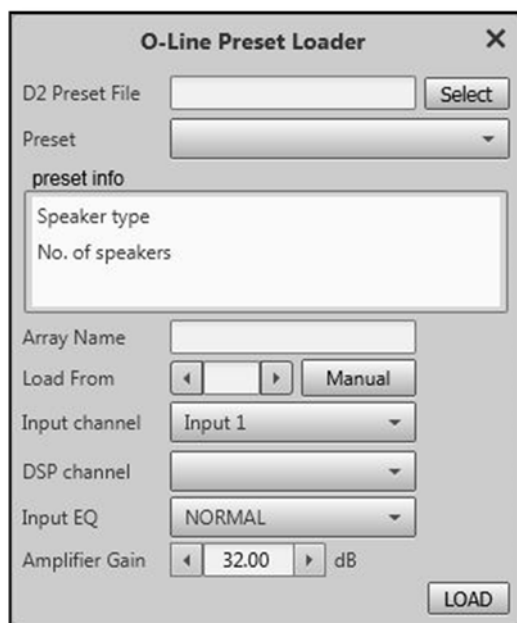 O-Line Preset Loader
D2 Preset File Select
Preset
preset info
Speaker type
No. of speakers
Array Name
Load From Manual
Input channel Input 1
DSP channel
Input EQ NORMAL
Amplifier Gain 32.00 dB
LOAD